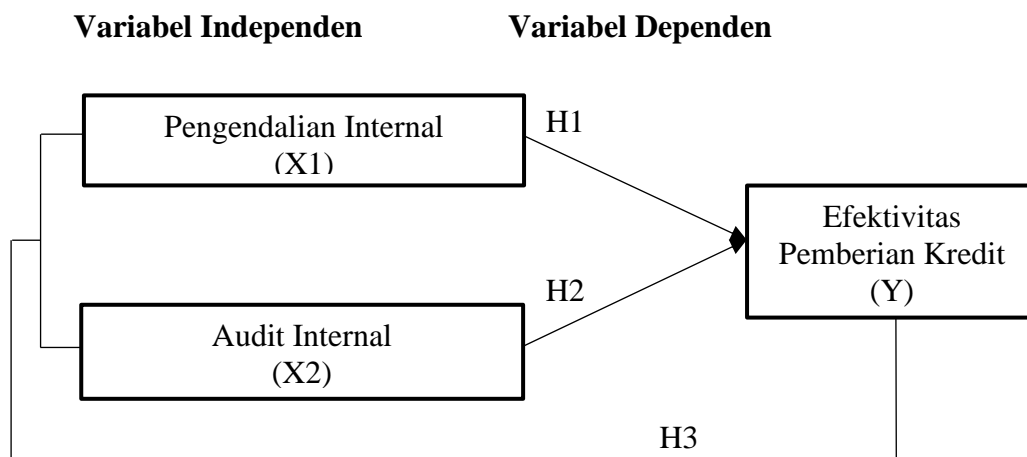 Variabel Independen
Variabel Dependen
Pengendalian Internal
(X1)
H1
Efektivitas
Pemberian Kredit
(Y)
H2
Audit Internal
(X2)
H3